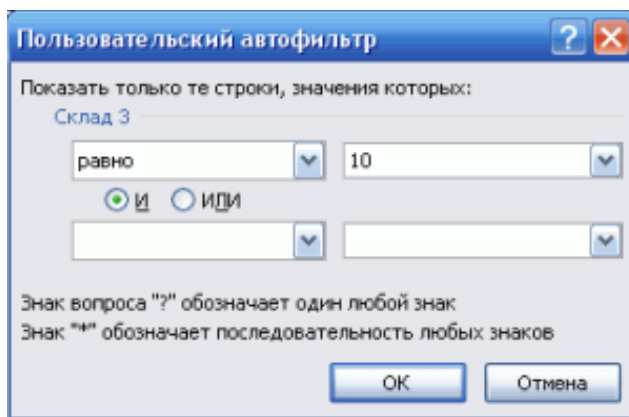 Пользовательский автофильтр
Показать только те строки, значения которых:
Склад 3
равно 10
И ИЛИ
Знак вопроса "?" обозначает один любой знак
Знак "*" обозначает последовательность любых знаков
ОК Отмена